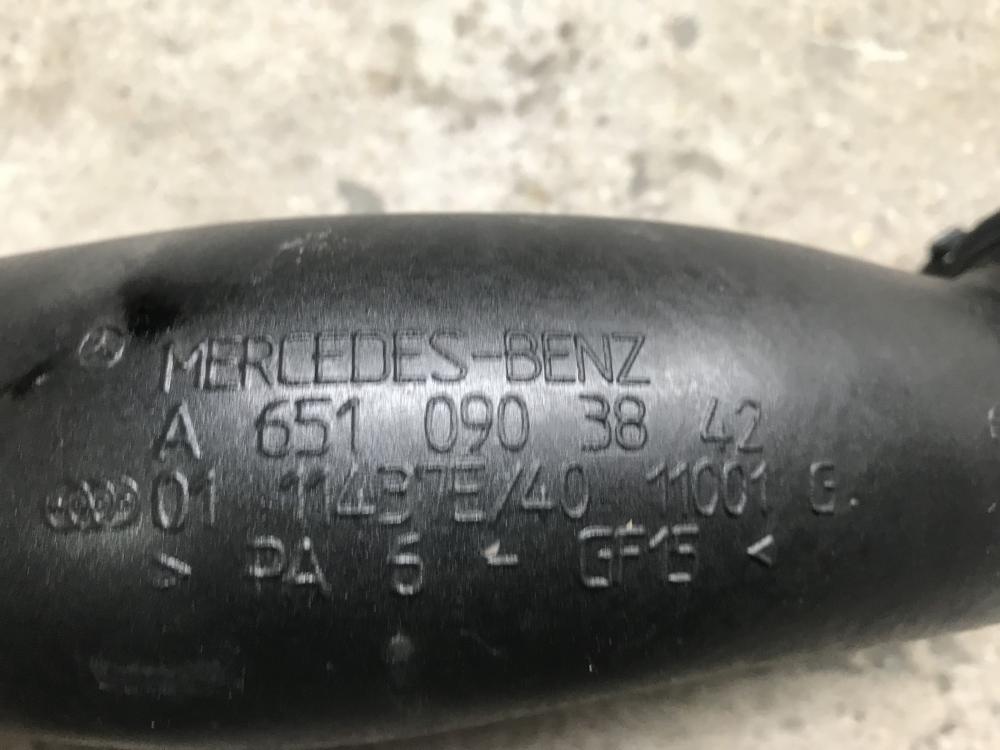 MERCEDES-BENZ
A 651 090 38 42
01 11437E/40 11001 G.
> PA 6 - GF15 <